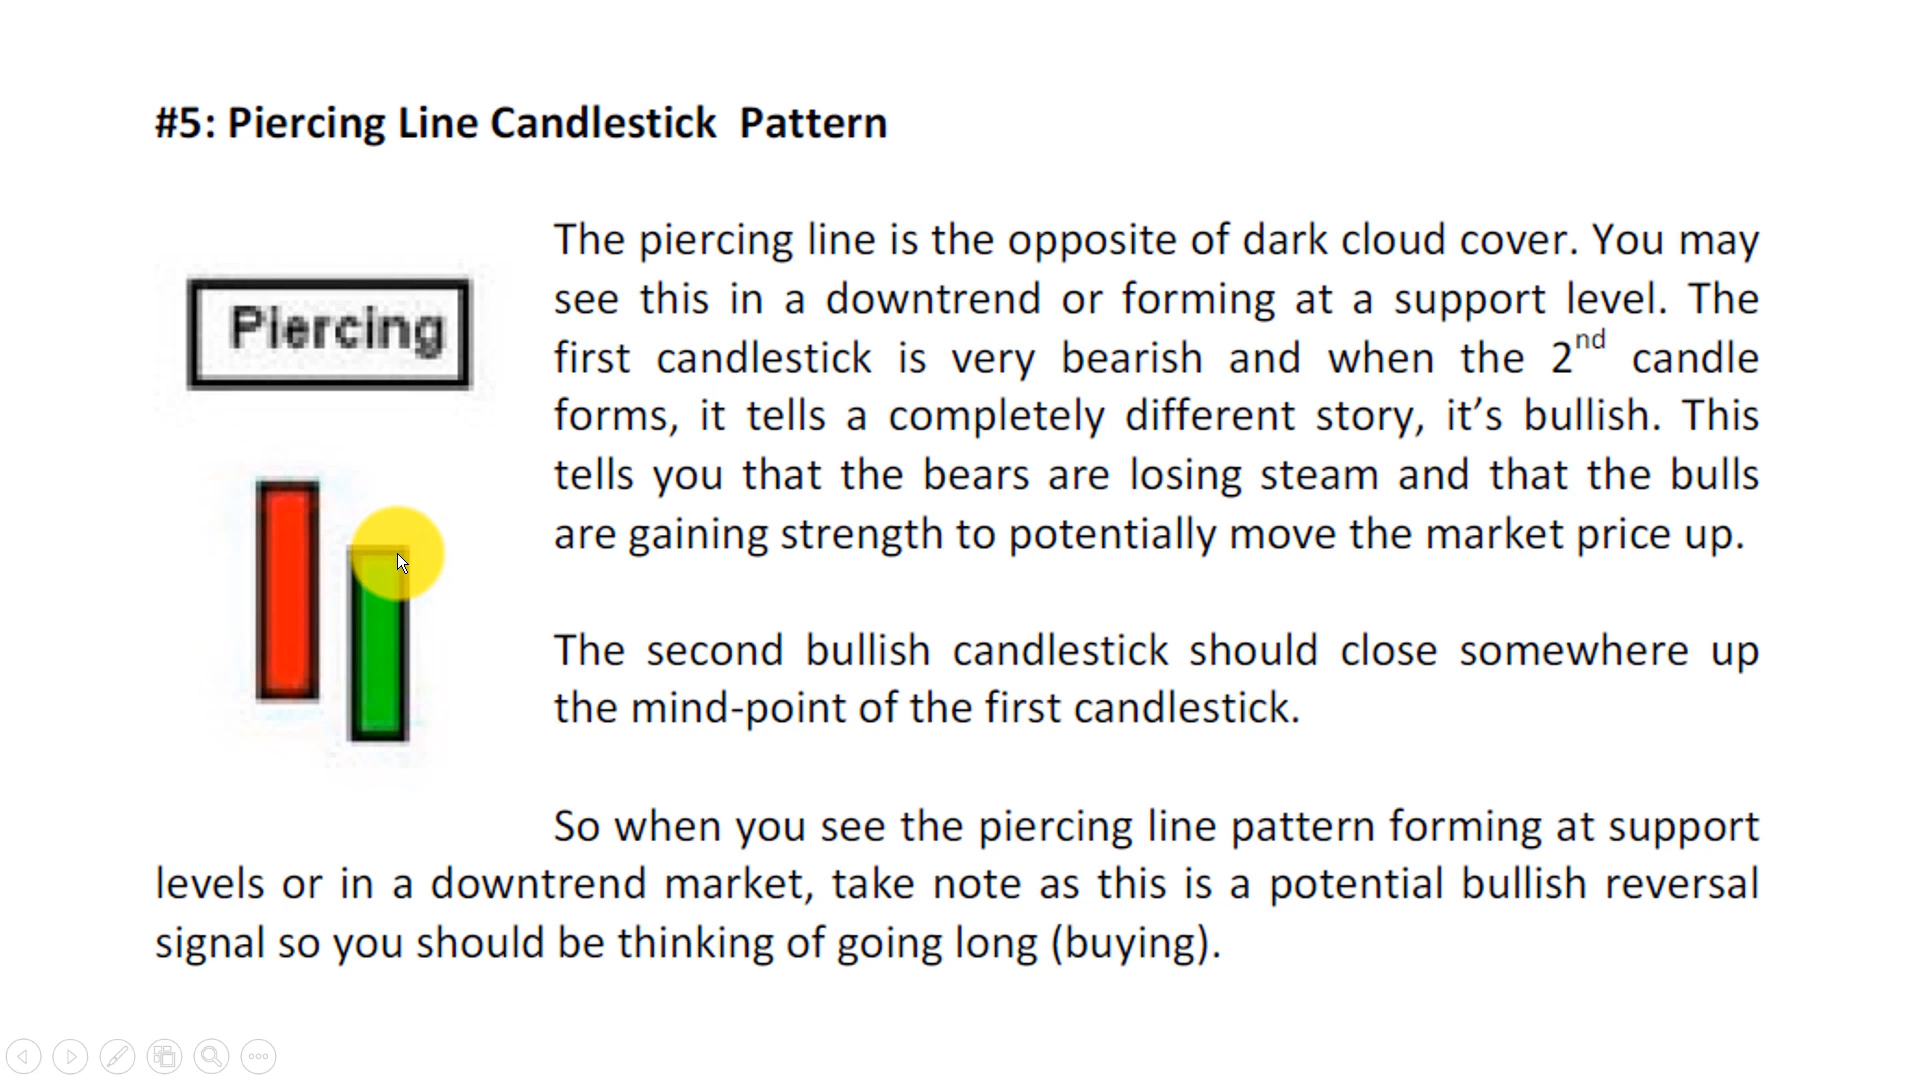 #5: Piercing Line Candlestick Pattern
Piercing
The piercing line is the opposite of dark cloud cover. You may
see this in a downtrend or forming at a support level. The
first candlestick is very bearish and when the 2nd candle
forms, it tells a completely different story, it’s bullish. This
tells you that the bears are losing steam and that the bulls
are gaining strength to potentially move the market price up.
The second bullish candlestick should close somewhere up
the mind-point of the first candlestick.
So when you see the piercing line pattern forming at support
levels or in a downtrend market, take note as this is a potential bullish reversal
signal so you should be thinking of going long (buying).